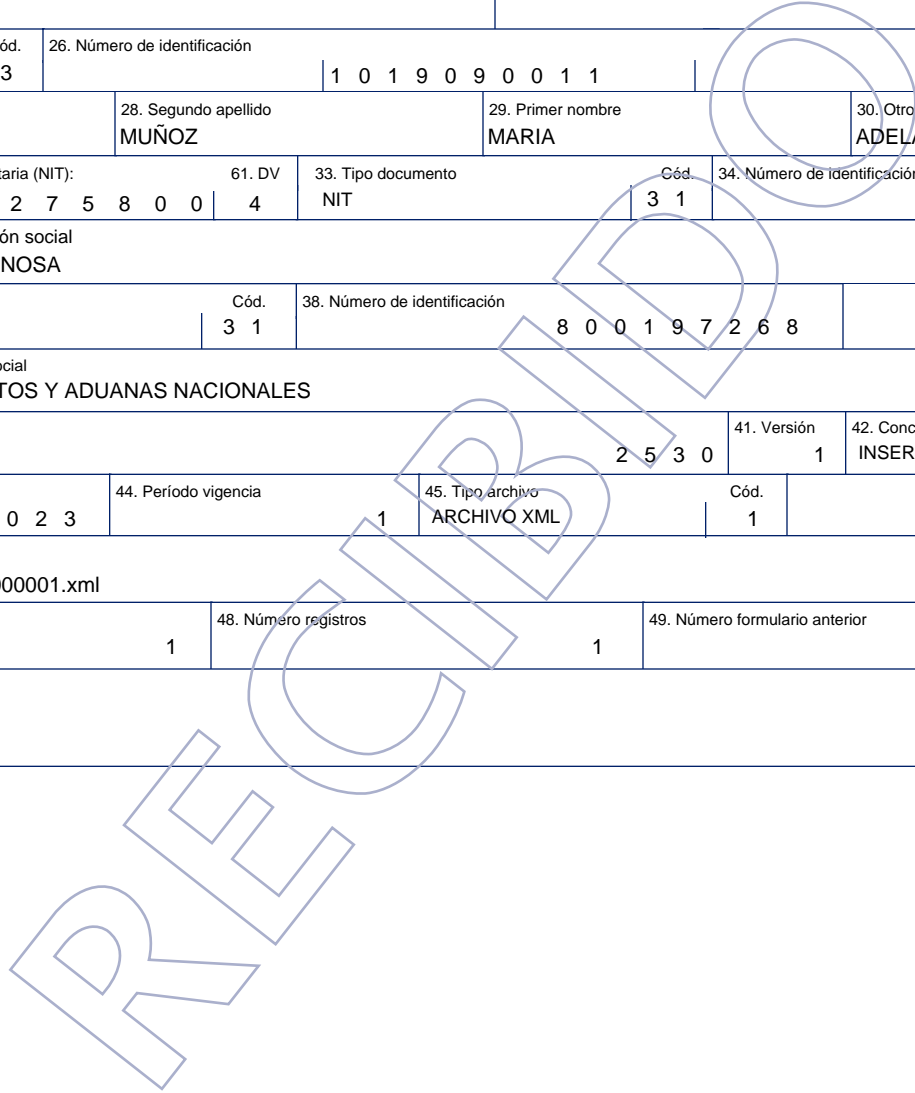 ód. 26. Número de identificación
3 1 0 1 9 0 9 0 0 1 1
28. Segundo apellido 29. Primer nombre 30. Otro
MUÑOZ MARIA ADELA
taria (NIT): 61. DV 33. Tipo documento Cód. 34. Número de identificación
2 7 5 8 0 0 4 NIT 3 1
ón social
NOSA
Cód. 38. Número de identificación
3 1 8 0 0 1 9 7 2 6 8
ocial
TOS Y ADUANAS NACIONALES
41. Versión 42. Conc
2 5 3 0 1 INSER
44. Período vigencia 45. Tipo archivo Cód.
0 2 3 1 ARCHIVO XML 1
000001.xml
48. Número registros 49. Número formulario anterior
1 1
RECIBIDO